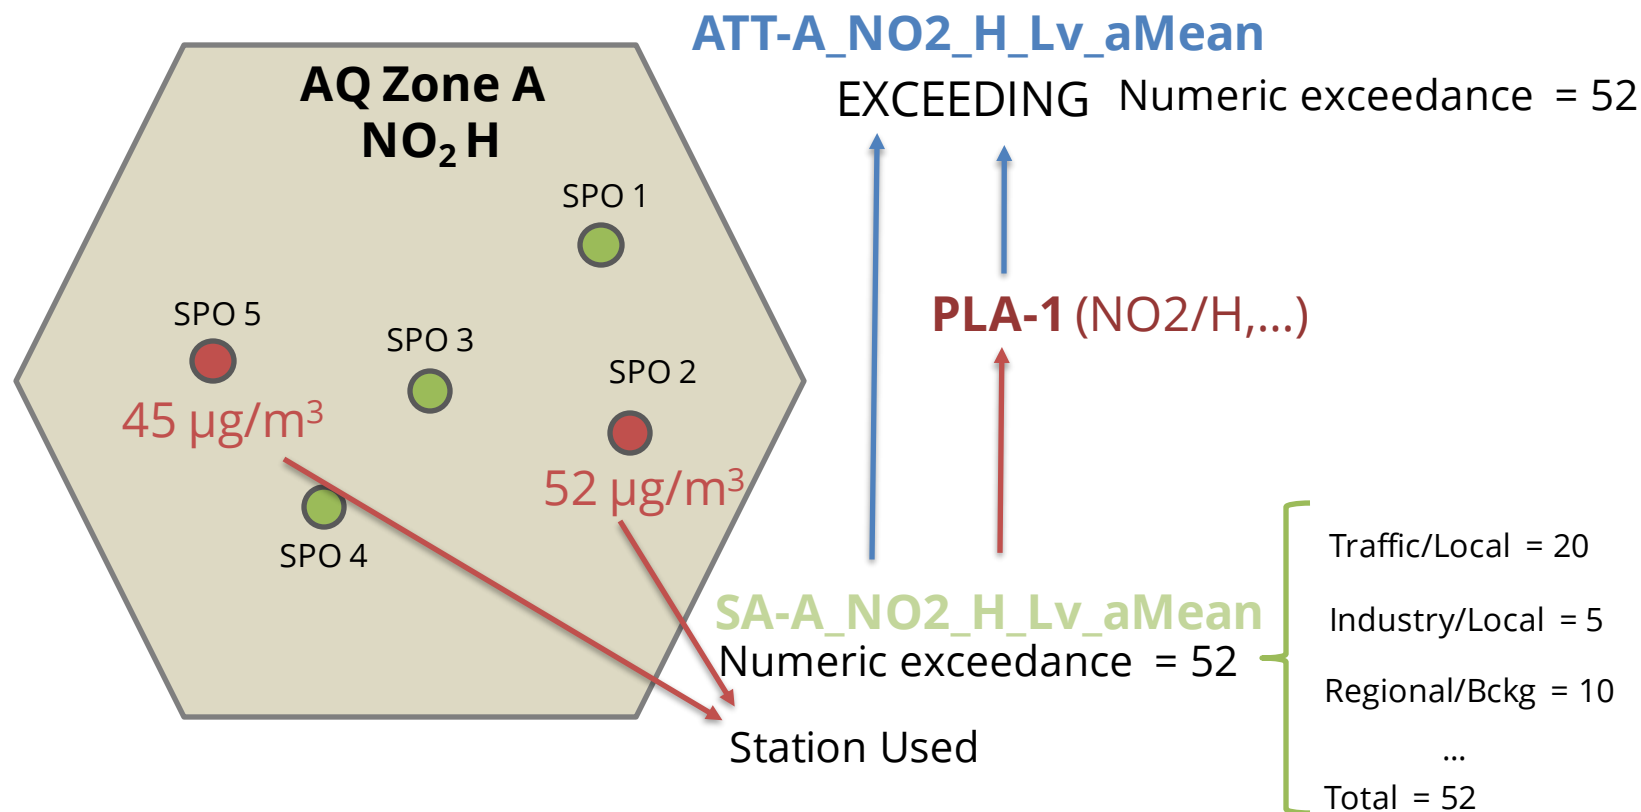 ATT-A_NO2_H_Lv_aMean
EXCEEDING Numeric exceedance = 52
AQ Zone A
NO₂ H
SPO 1
SPO 5
SPO 3
SPO 2
45 µg/m³
52 µg/m³
SPO 4
PLA-1 (NO2/H,...)
SA-A_NO2_H_Lv_aMean
Numeric exceedance = 52
Station Used
Traffic/Local = 20
Industry/Local = 5
Regional/Bckg = 10
...
Total = 52